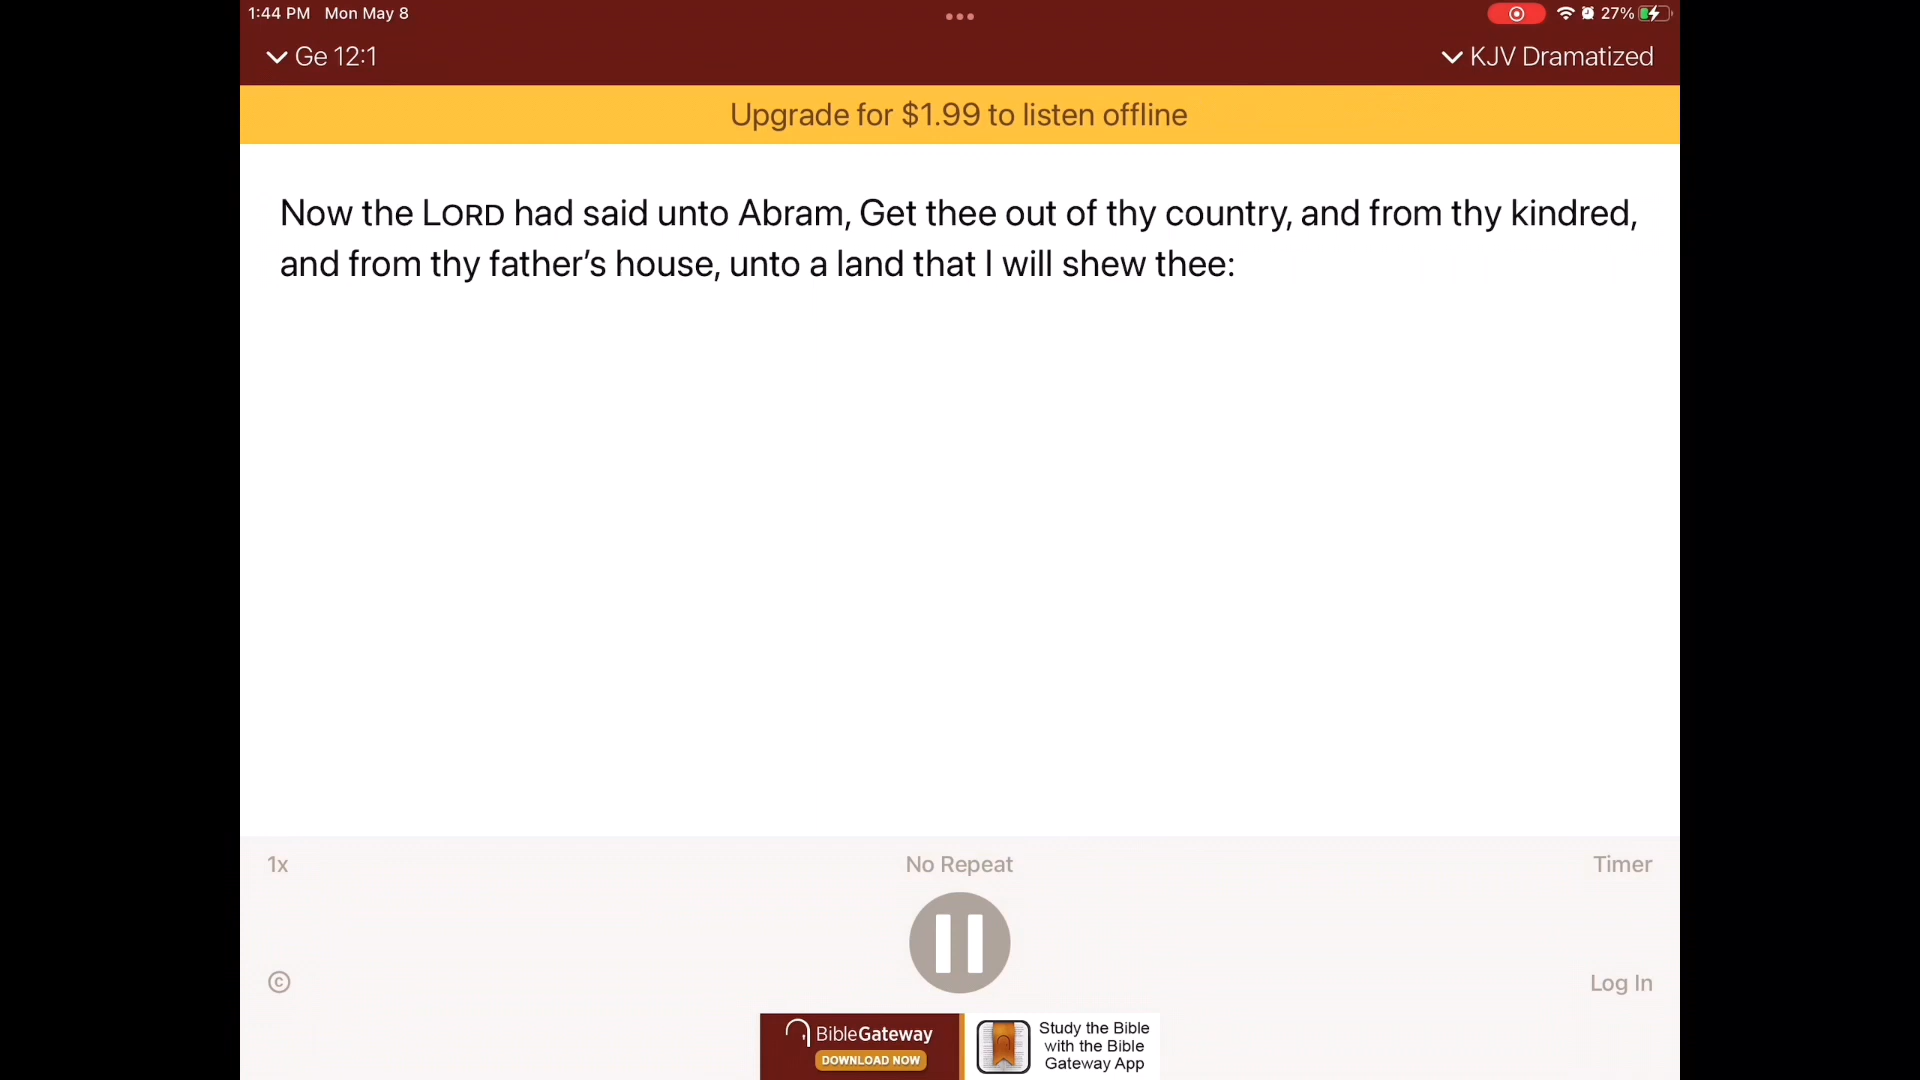 1:44 PM Mon May 8
27%
Ge 12:1
KJV Dramatized
Upgrade for $1.99 to listen offline
Now the LORD had said unto Abram, Get thee out of thy country, and from thy kindred,
and from thy father’s house, unto a land that I will shew thee:
1x
No Repeat
Timer
©
Log In
BibleGateway
DOWNLOAD NOW
Study the Bible
with the Bible
Gateway App